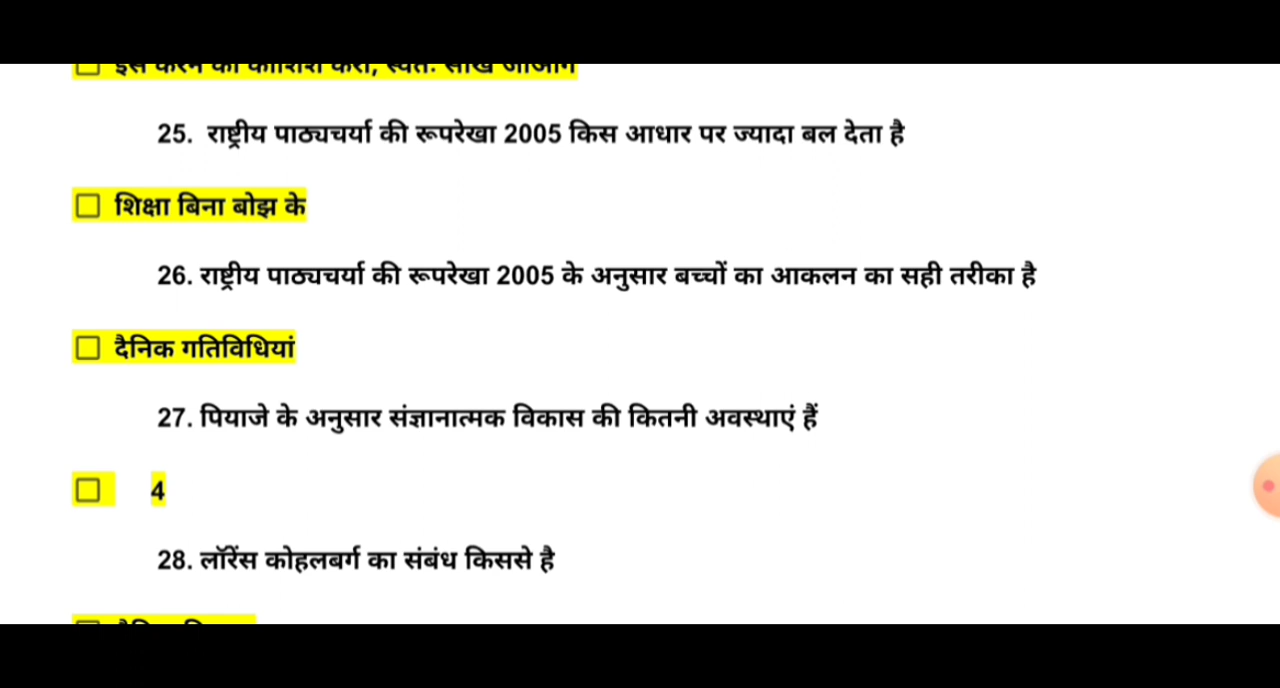 25. राष्ट्रीय पाठ्यचर्या की रूपरेखा 2005 किस आधार पर ज्यादा बल देता है
☐ शिक्षा बिना बोझ के
26. राष्ट्रीय पाठ्यचर्या की रूपरेखा 2005 के अनुसार बच्चों का आकलन का सही तरीका है
☐ दैनिक गतिविधियां
27. पियाजे के अनुसार संज्ञानात्मक विकास की कितनी अवस्थाएं हैं
☐ 4
28. लॉरेंस कोहलबर्ग का संबंध किससे है